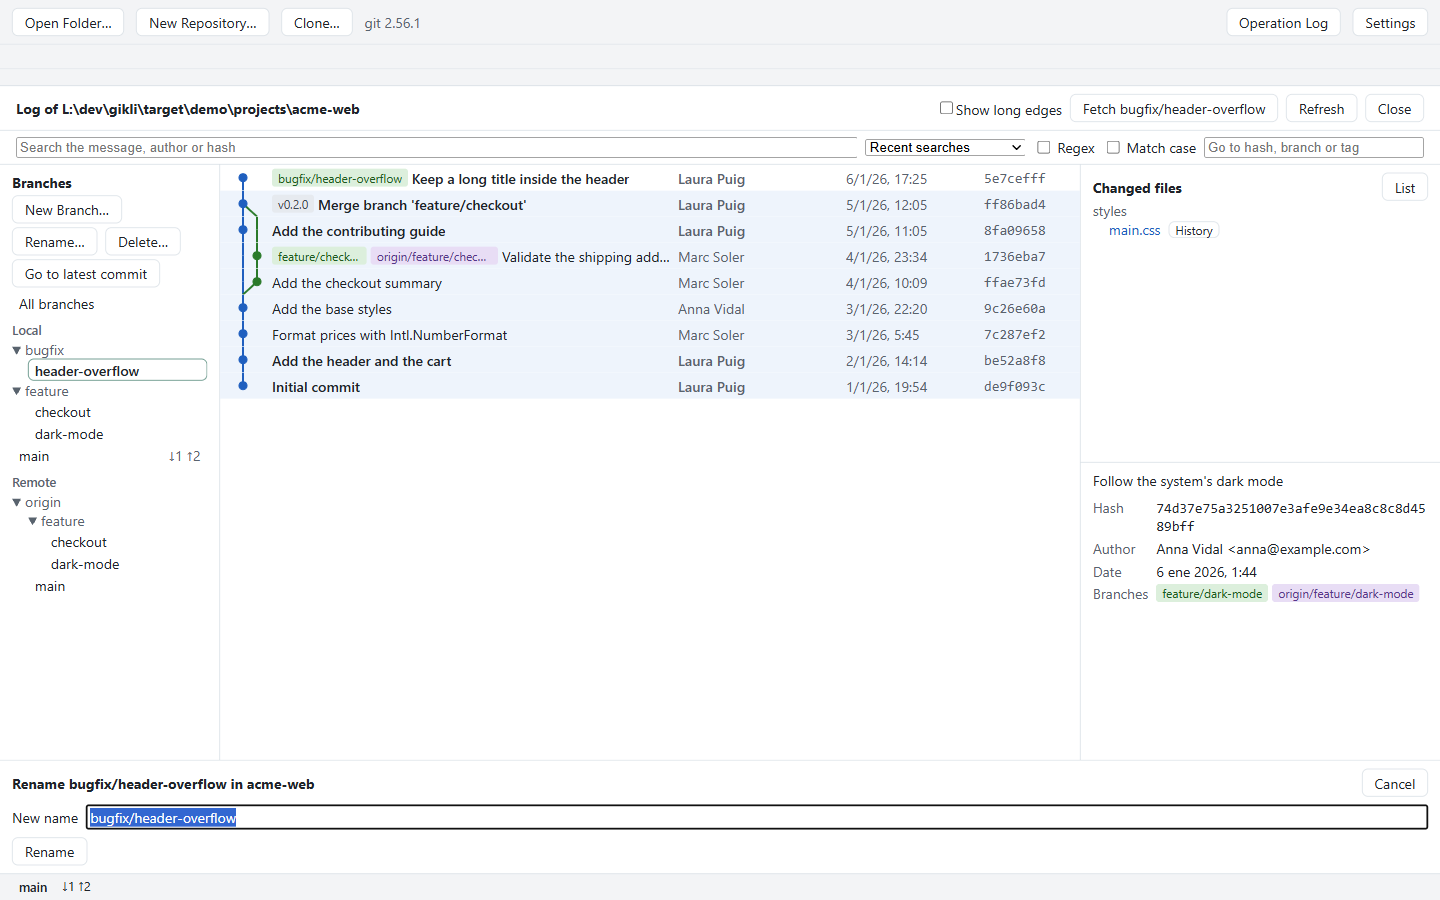 Open Folder... New Repository... Clone... git 2.56.1 Operation Log Settings
Log of L:\dev\gikli\target\demo\projects\acme-web Show long edges Fetch bugfix/header-overflow Refresh Close
Search the message, author or hash Recent searches Regex Match case Go to hash, branch or tag
Branches
New Branch...
Rename... Delete...
Go to latest commit
All branches
Local
bugfix
header-overflow
feature
checkout
dark-mode
main ↓1 ↑2
Remote
origin
feature
checkout
dark-mode
main
bugfix/header-overflow Keep a long title inside the header Laura Puig 6/1/26, 17:25 5e7cefff
v0.2.0 Merge branch 'feature/checkout' Laura Puig 5/1/26, 12:05 ff86bad4
Add the contributing guide Laura Puig 5/1/26, 11:05 8fa09658
feature/check... origin/feature/chec... Validate the shipping add... Marc Soler 4/1/26, 23:34 1736eba7
Add the checkout summary Marc Soler 4/1/26, 10:09 ffae73fd
Add the base styles Anna Vidal 3/1/26, 22:20 9c26e60a
Format prices with Intl.NumberFormat Marc Soler 3/1/26, 5:45 7c287ef2
Add the header and the cart Laura Puig 2/1/26, 14:14 be52a8f8
Initial commit Laura Puig 1/1/26, 19:54 de9f093c
Changed files List
styles
main.css History
Follow the system's dark mode
Hash 74d37e75a3251007e3afe9e34ea8c8c8d45
89bff
Author Anna Vidal <anna@example.com>
Date 6 ene 2026, 1:44
Branches feature/dark-mode origin/feature/dark-mode
Rename bugfix/header-overflow in acme-web Cancel
New name bugfix/header-overflow
Rename
main ↓1 ↑2